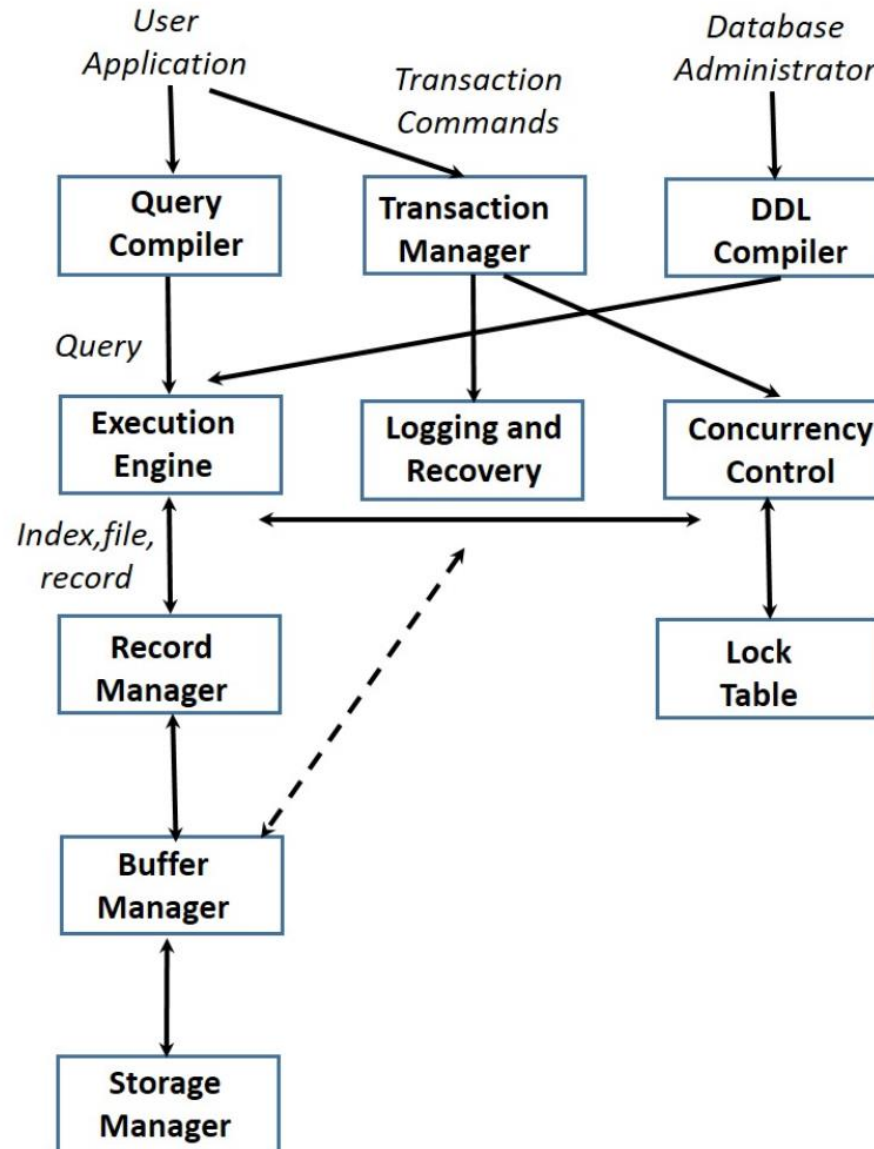 User
Application
Transaction
Commands
Database
Administrator
Query
Compiler
Transaction
Manager
DDL
Compiler
Query
Execution
Engine
Logging and
Recovery
Concurrency
Control
Index,file,
record
Record
Manager
Lock
Table
Buffer
Manager
Storage
Manager